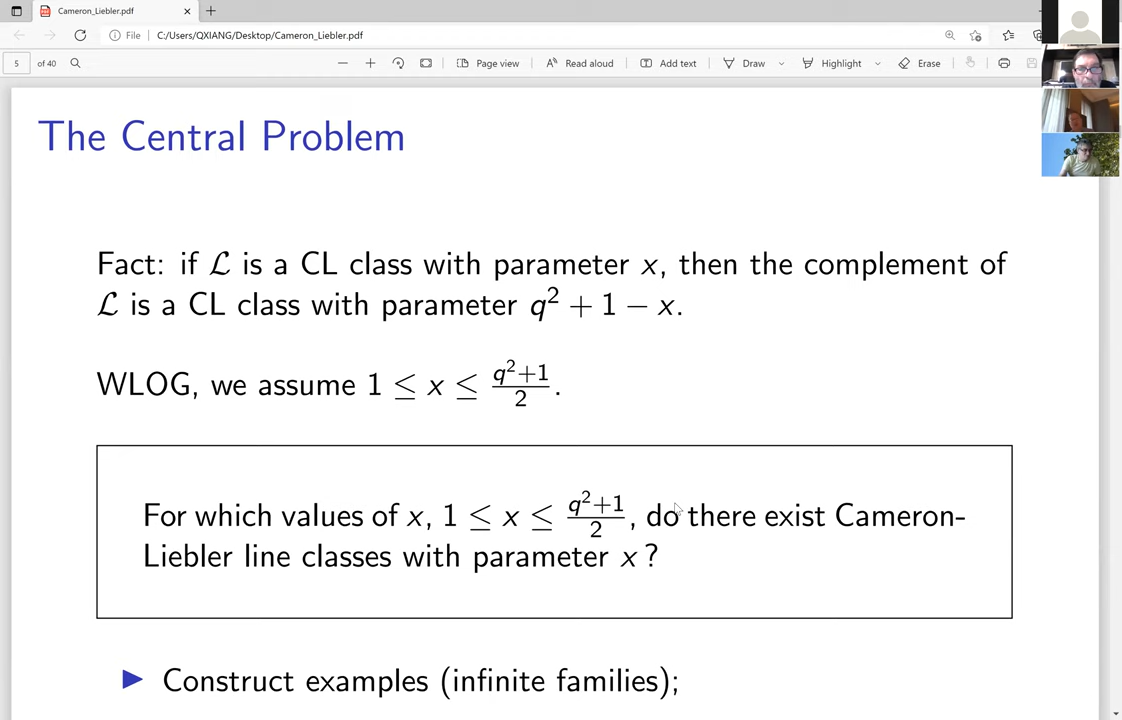 Cameron_Liebler.pdf
File C:/Users/QXIANG/Desktop/Cameron_Liebler.pdf
5 of 40 Page view Read aloud Add text Draw Highlight Erase
The Central Problem
Fact: if ℒ is a CL class with parameter x, then the complement of
ℒ is a CL class with parameter q² + 1 − x.
WLOG, we assume 1 ≤ x ≤ (q²+1)/2.
For which values of x, 1 ≤ x ≤ (q²+1)/2, do there exist Cameron-
Liebler line classes with parameter x ?
Construct examples (infinite families);